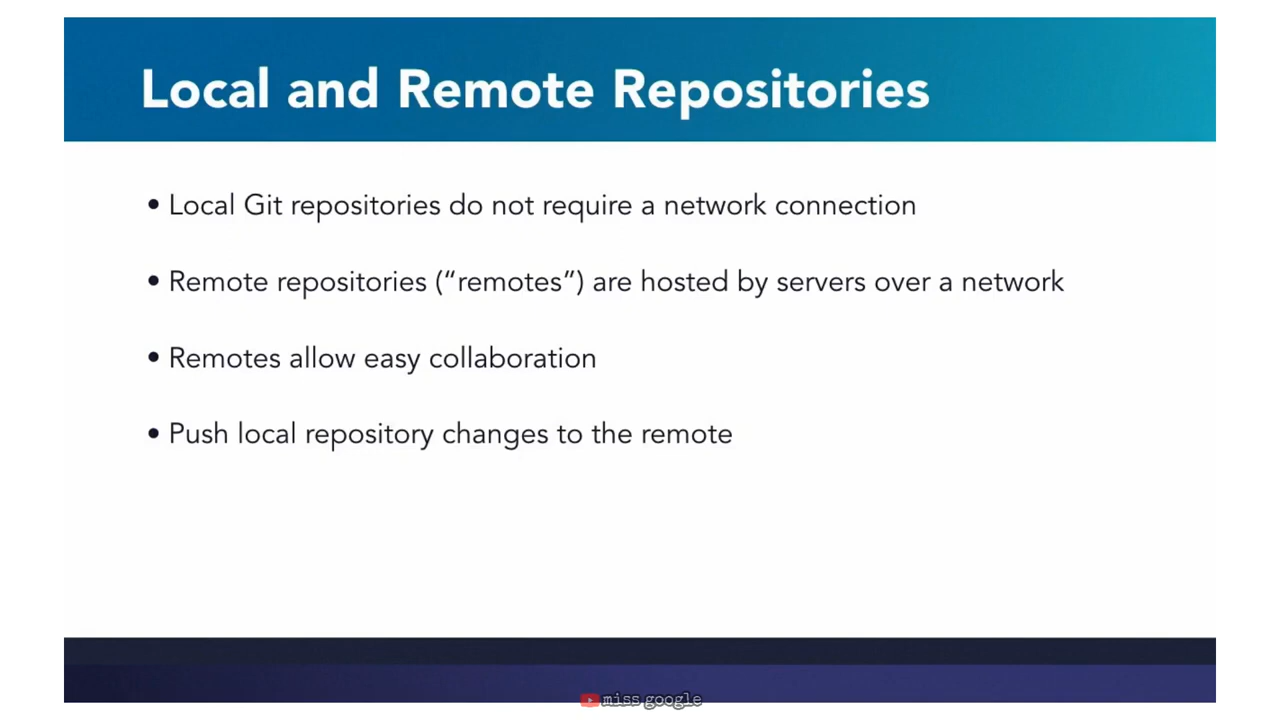 Local and Remote Repositories
• Local Git repositories do not require a network connection
• Remote repositories (“remotes”) are hosted by servers over a network
• Remotes allow easy collaboration
• Push local repository changes to the remote
miss google